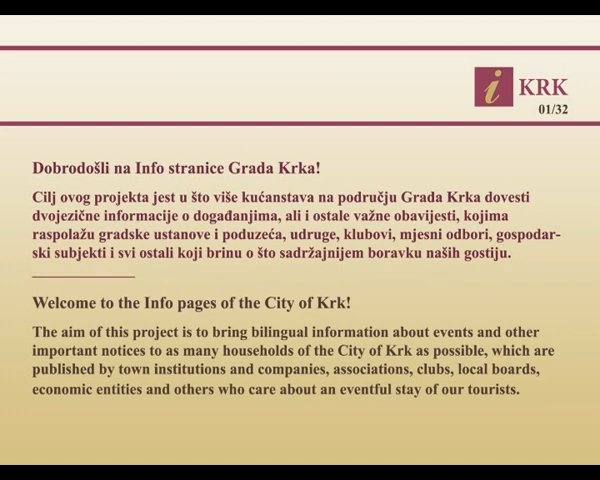 i KRK
01/32
Dobrodošli na Info stranice Grada Krka!
Cilj ovog projekta jest u što više kućanstava na području Grada Krka dovesti
dvojezične informacije o događanjima, ali i ostale važne obavijesti, kojima
raspolažu gradske ustanove i poduzeća, udruge, klubovi, mjesni odbori, gospodar-
ski subjekti i svi ostali koji brinu o što sadržajnijem boravku naših gostiju.
Welcome to the Info pages of the City of Krk!
The aim of this project is to bring bilingual information about events and other
important notices to as many households of the City of Krk as possible, which are
published by town institutions and companies, associations, clubs, local boards,
economic entities and others who care about an eventful stay of our tourists.